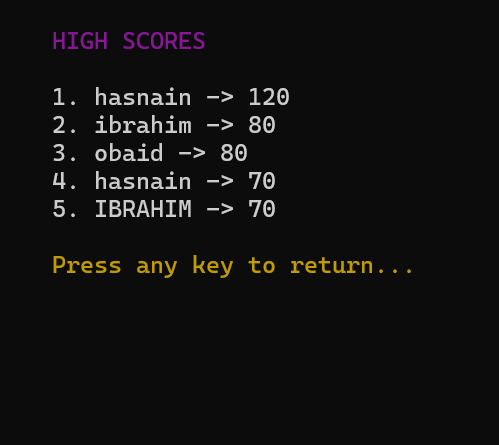 HIGH SCORES
1. hasnain -> 120
2. ibrahim -> 80
3. obaid -> 80
4. hasnain -> 70
5. IBRAHIM -> 70
Press any key to return...